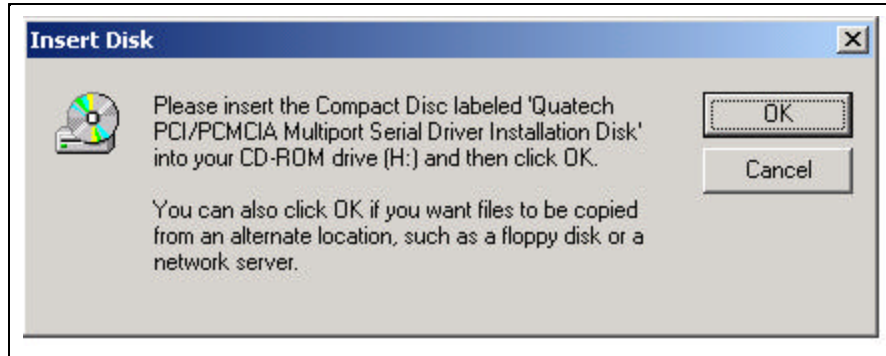 Insert Disk
Please insert the Compact Disc labeled 'Quatech
PCI/PCMCIA Multiport Serial Driver Installation Disk'
into your CD-ROM drive (H:) and then click OK.
You can also click OK if you want files to be copied
from an alternate location, such as a floppy disk or a
network server.
OK
Cancel